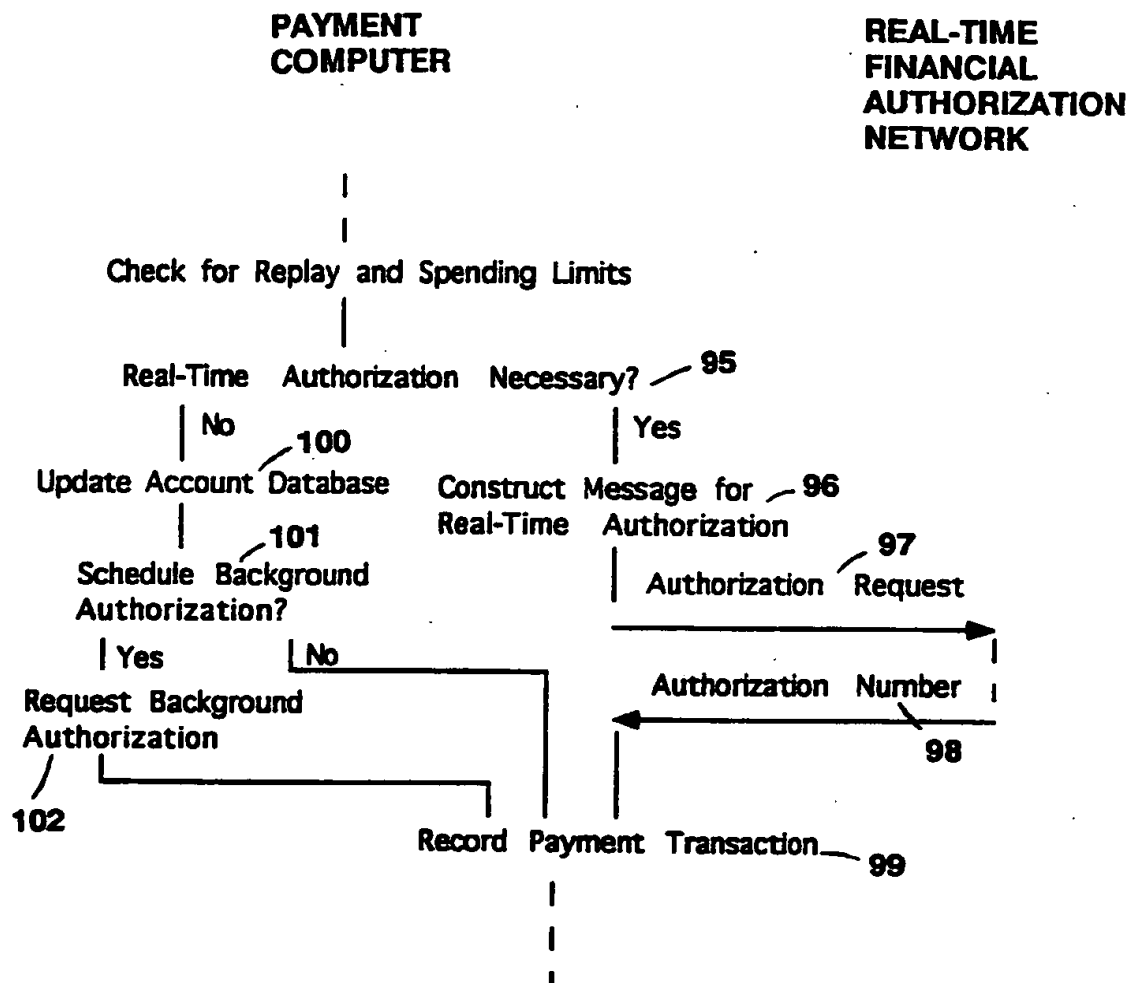 PAYMENT
COMPUTER
REAL-TIME
FINANCIAL
AUTHORIZATION
NETWORK
Check for Replay and Spending Limits
Real-Time Authorization Necessary? 95
No
Yes
100
Update Account Database
Construct Message for 96
Real-Time Authorization
101
Schedule Background
Authorization?
97
Authorization Request
Yes
No
Authorization Number
98
Request Background
Authorization
102
Record Payment Transaction 99